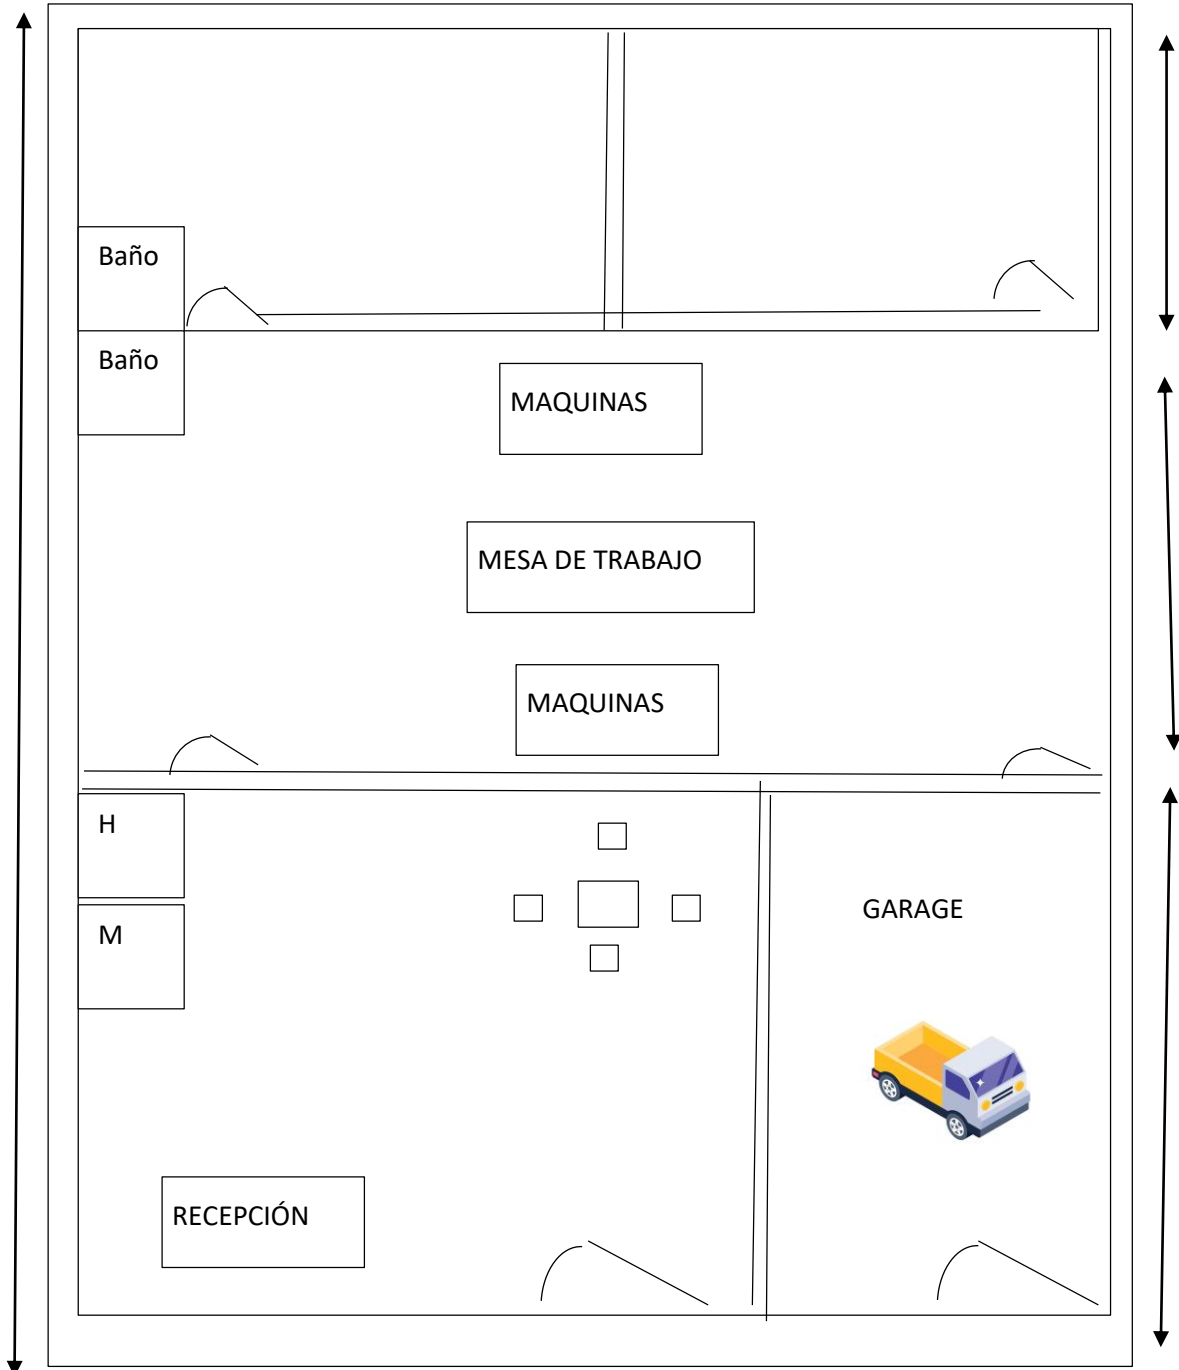 Baño
Baño
MAQUINAS
MESA DE TRABAJO
MAQUINAS
H
M
GARAGE
RECEPCIÓN